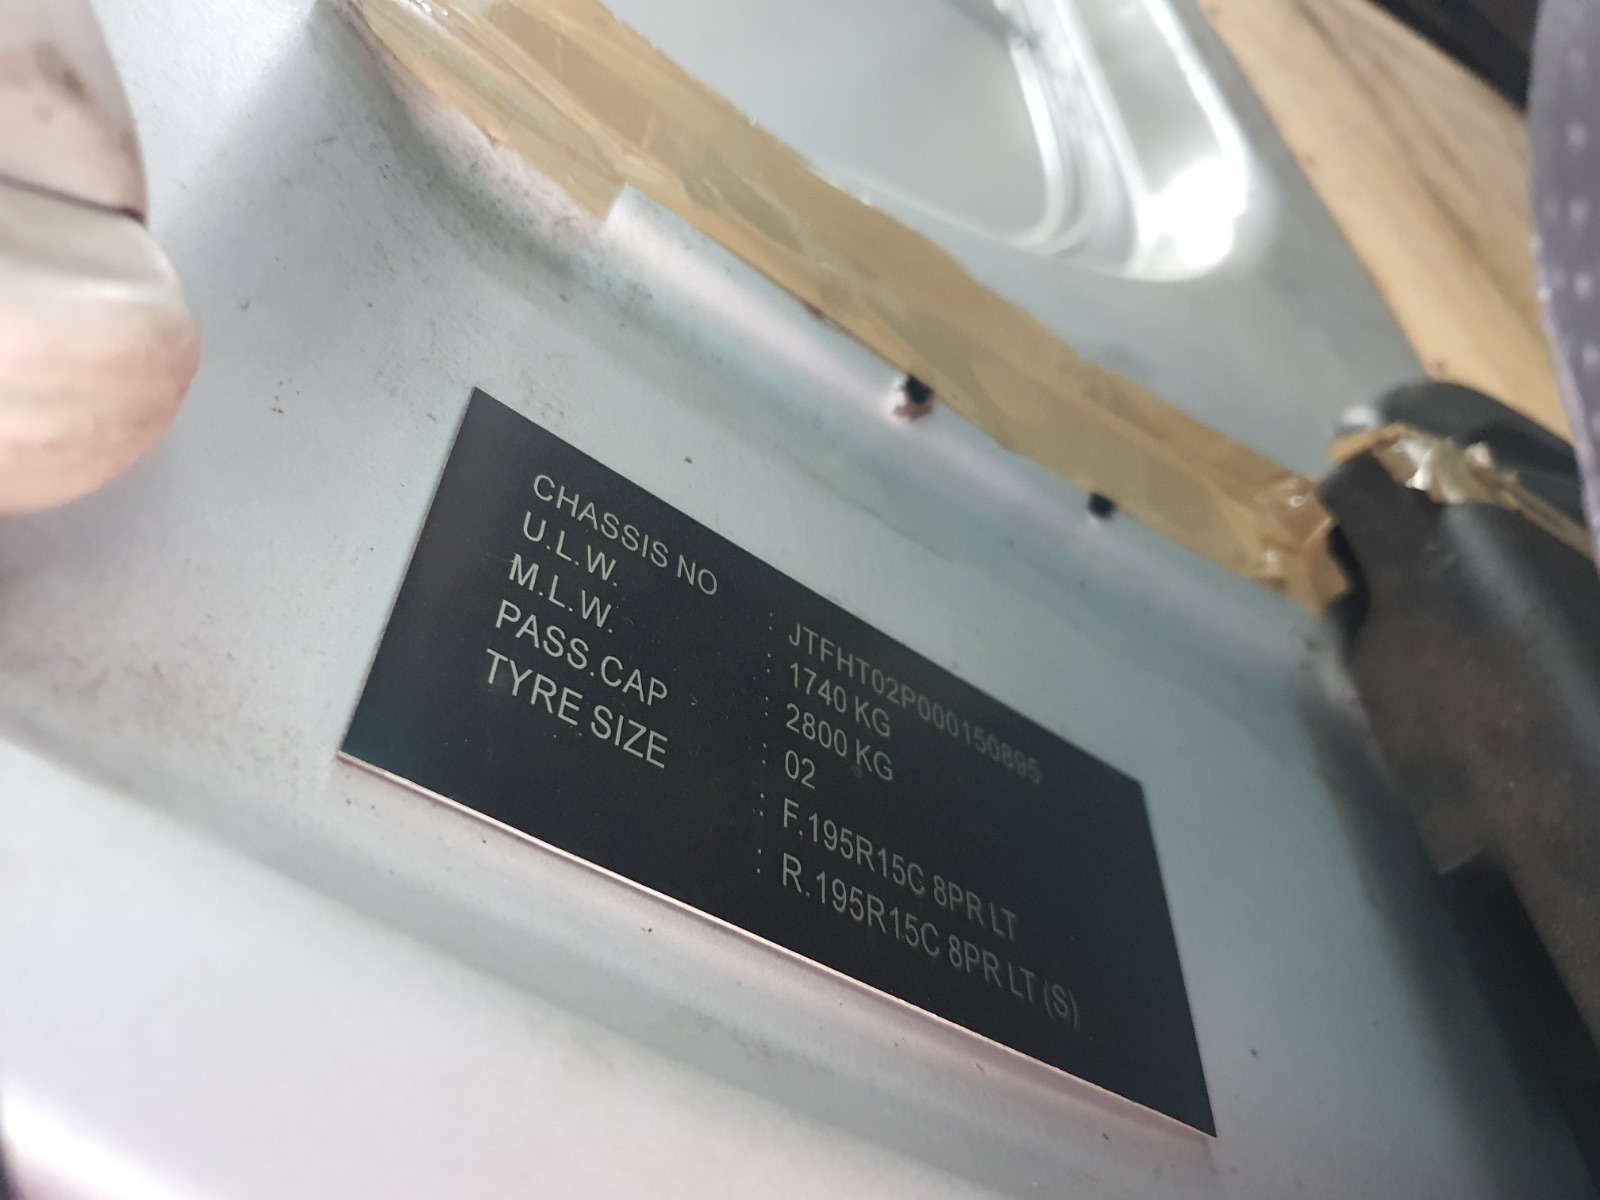 CHASSIS NO : JTFHT02P000150895
U.L.W. : 1740 KG
M.L.W. : 2800 KG
PASS.CAP : 02
TYRE SIZE : F.195R15C 8PR LT
: R.195R15C 8PR LT (S)